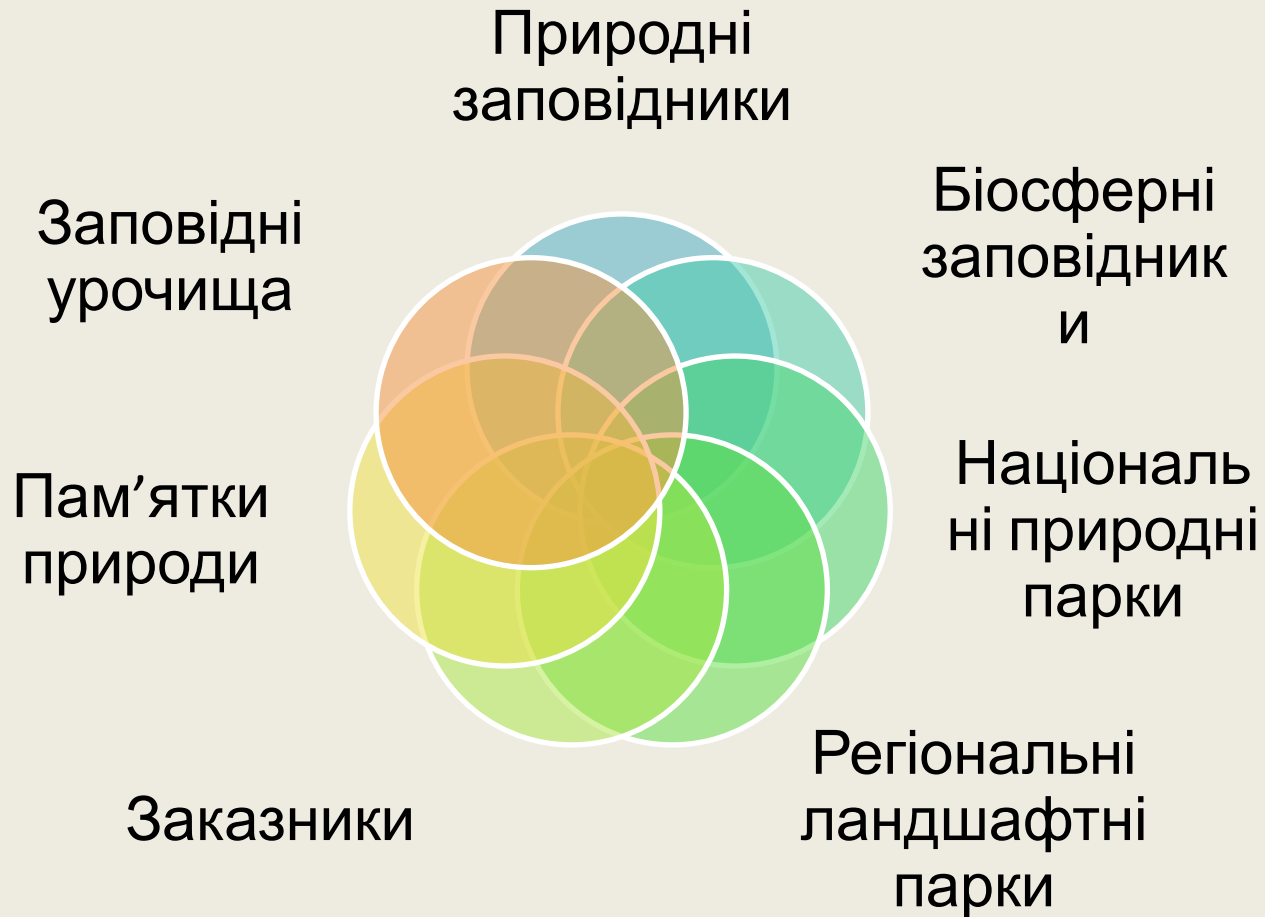 Природні
заповідники
Біосферні
заповідник
и
Національ
ні природні
парки
Регіональні
ландшафтні
парки
Заказники
Пам’ятки
природи
Заповідні
урочища